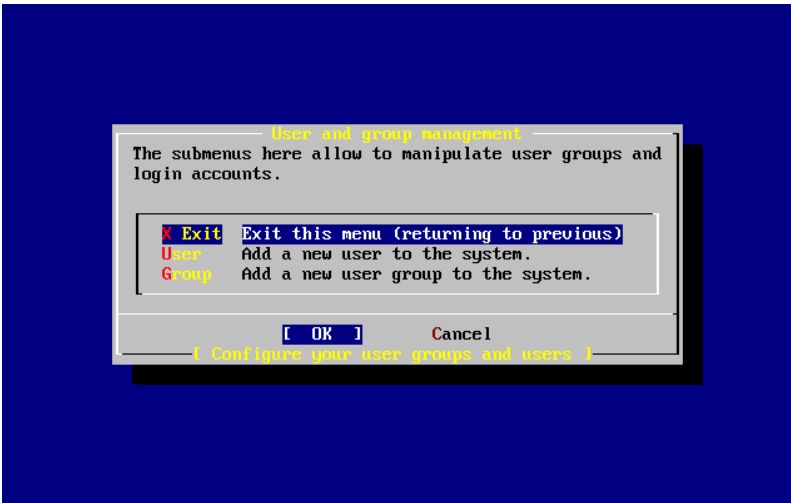 User and group management
The submenus here allow to manipulate user groups and
login accounts.
X Exit Exit this menu (returning to previous)
User Add a new user to the system.
Group Add a new user group to the system.
[ OK ] Cancel
[ Configure your user groups and users ]